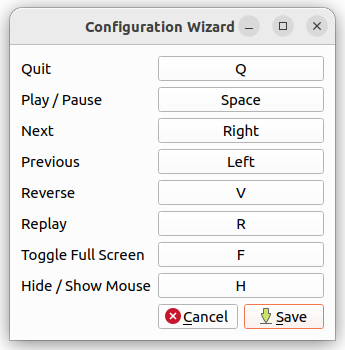 Configuration Wizard
Quit Q
Play / Pause Space
Next Right
Previous Left
Reverse V
Replay R
Toggle Full Screen F
Hide / Show Mouse H
Cancel Save